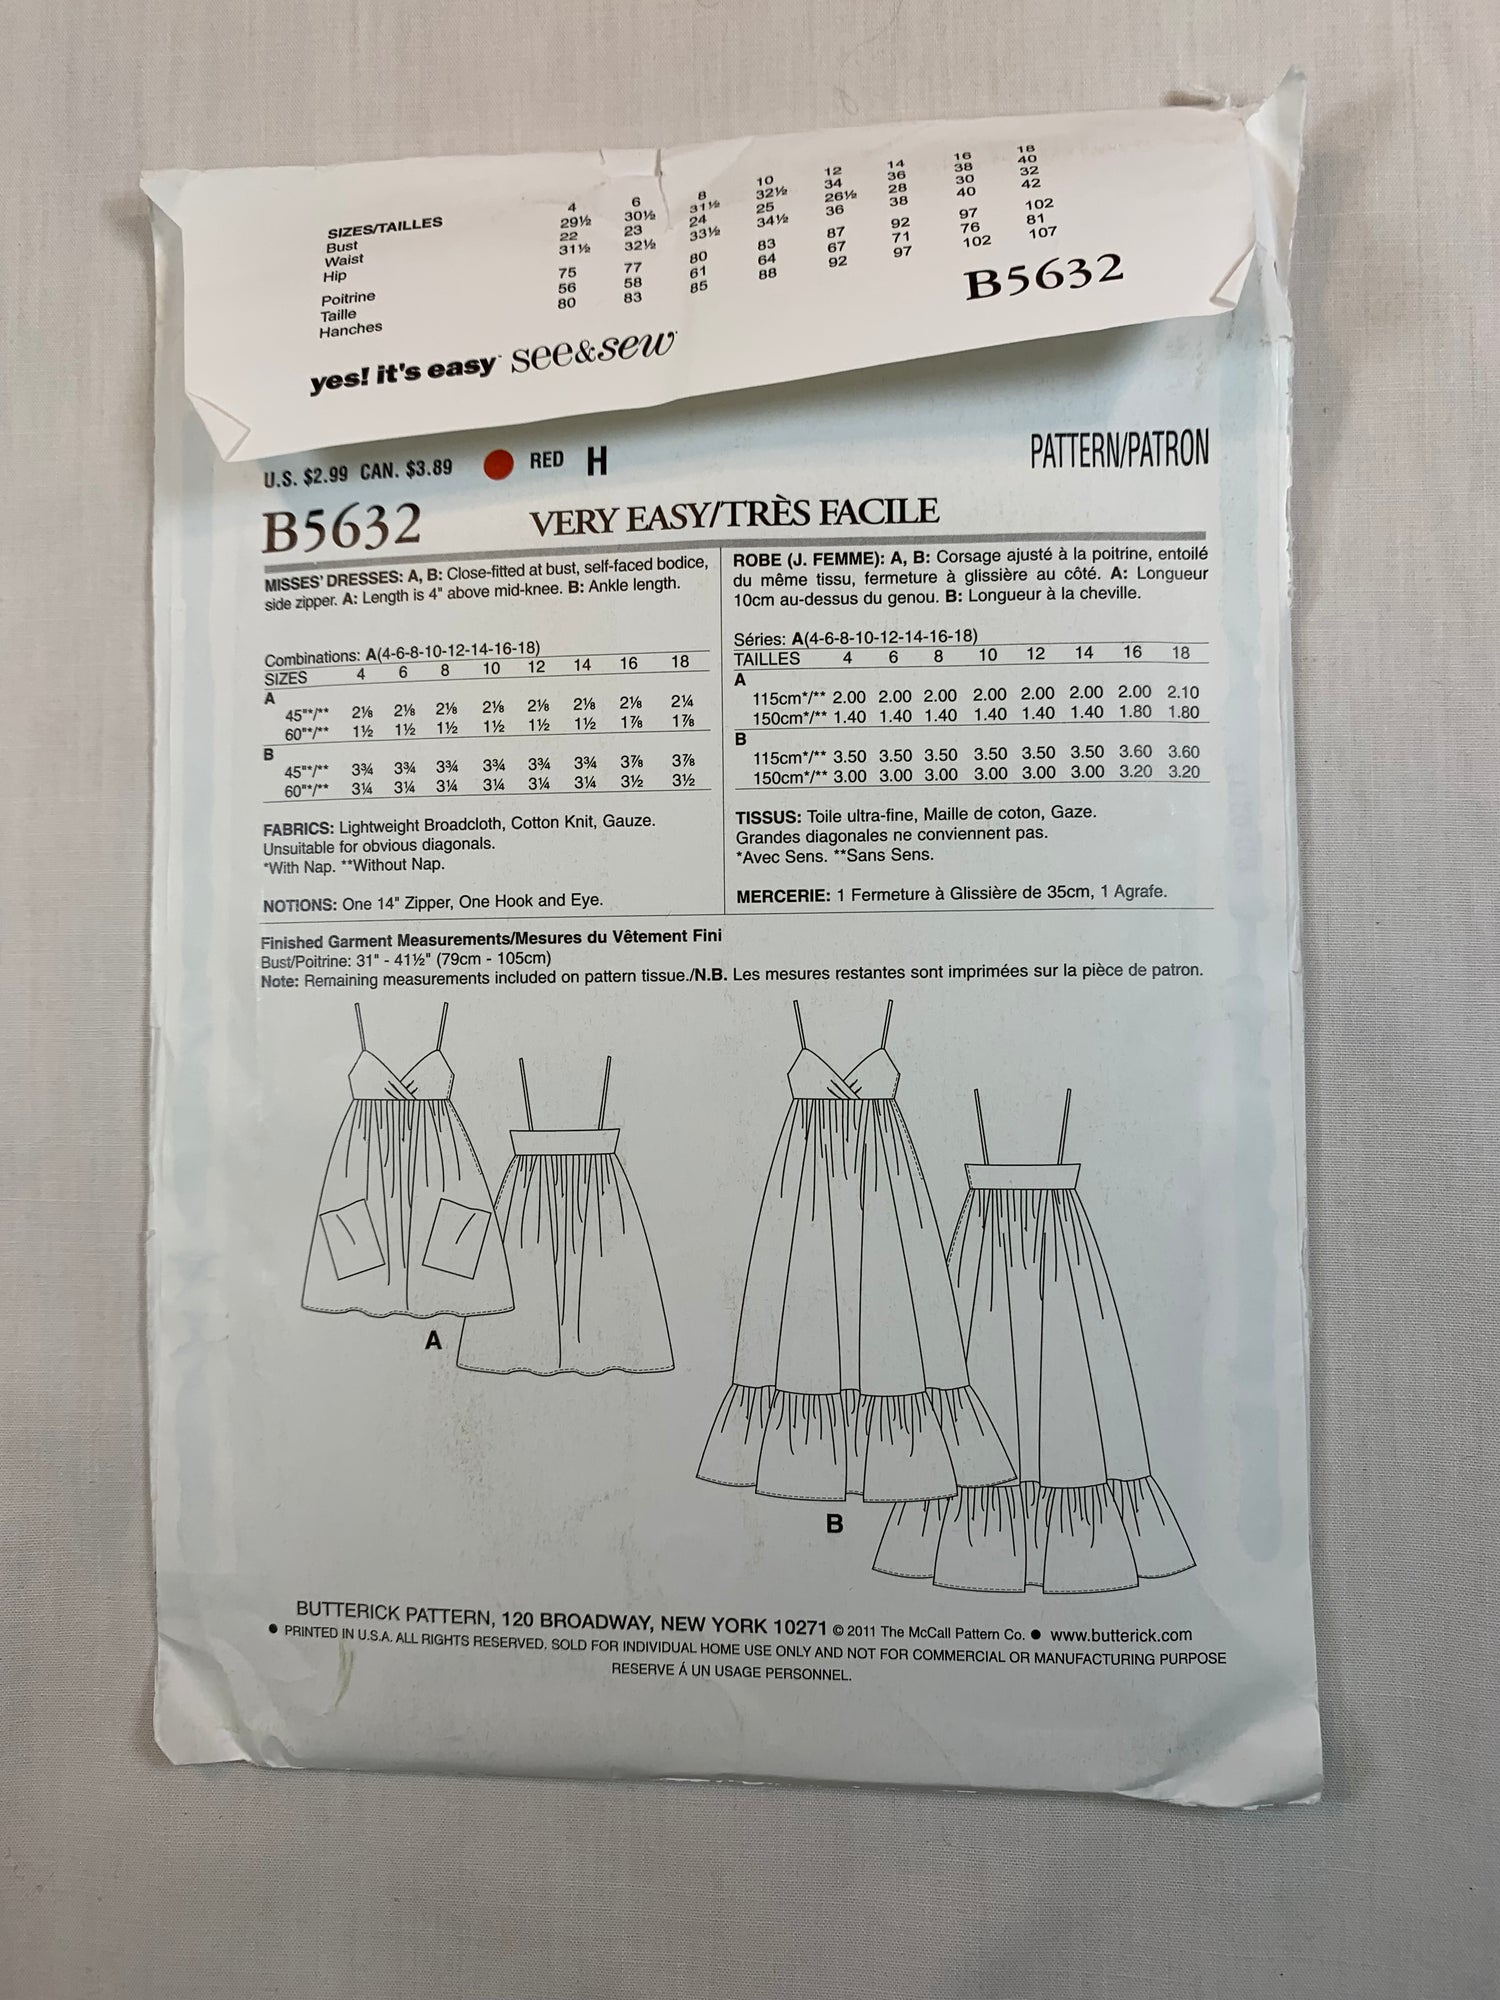 SIZES/TAILLES 4 6 8 10 12 14 16 18
Bust 29½ 30½ 31½ 32½ 34 36 38 40
Waist 22 23 24 25 26½ 28 30 32
Hip 31½ 32½ 33½ 34½ 36 38 40 42
Poitrine 75 77 80 83 87 92 97 102
Taille 56 58 61 64 67 71 76 81
Hanches 80 83 85 88 92 97 102 107
B5632
yes! it's easy see&sew
U.S. $2.99 CAN. $3.89 RED H PATTERN/PATRON
B5632 VERY EASY/TRÈS FACILE
MISSES' DRESSES: A, B: Close-fitted at bust, self-faced bodice,
side zipper. A: Length is 4" above mid-knee. B: Ankle length.
Combinations: A(4-6-8-10-12-14-16-18)
SIZES 4 6 8 10 12 14 16 18
A
45"*/** 2⅛ 2⅛ 2⅛ 2⅛ 2⅛ 2⅛ 2⅛ 2¼
60"*/** 1½ 1½ 1½ 1½ 1½ 1½ 1⅞ 1⅞
B
45"*/** 3¾ 3¾ 3¾ 3¾ 3¾ 3¾ 3⅞ 3⅞
60"*/** 3¼ 3¼ 3¼ 3¼ 3¼ 3¼ 3½ 3½
FABRICS: Lightweight Broadcloth, Cotton Knit, Gauze.
Unsuitable for obvious diagonals.
*With Nap. **Without Nap.
NOTIONS: One 14" Zipper, One Hook and Eye.
ROBE (J. FEMME): A, B: Corsage ajusté à la poitrine, entoilé
du même tissu, fermeture à glissière au côté. A: Longueur
10cm au-dessus du genou. B: Longueur à la cheville.
Séries: A(4-6-8-10-12-14-16-18)
TAILLES 4 6 8 10 12 14 16 18
A
115cm*/** 2.00 2.00 2.00 2.00 2.00 2.00 2.00 2.10
150cm*/** 1.40 1.40 1.40 1.40 1.40 1.40 1.80 1.80
B
115cm*/** 3.50 3.50 3.50 3.50 3.50 3.50 3.60 3.60
150cm*/** 3.00 3.00 3.00 3.00 3.00 3.00 3.20 3.20
TISSUS: Toile ultra-fine, Maille de coton, Gaze.
Grandes diagonales ne conviennent pas.
*Avec Sens. **Sans Sens.
MERCERIE: 1 Fermeture à Glissière de 35cm, 1 Agrafe.
Finished Garment Measurements/Mesures du Vêtement Fini
Bust/Poitrine: 31" - 41½" (79cm - 105cm)
Note: Remaining measurements included on pattern tissue./N.B. Les mesures restantes sont imprimées sur la pièce de patron.
A
B
BUTTERICK PATTERN, 120 BROADWAY, NEW YORK 10271 © 2011 The McCall Pattern Co. ● www.butterick.com
● PRINTED IN U.S.A. ALL RIGHTS RESERVED. SOLD FOR INDIVIDUAL HOME USE ONLY AND NOT FOR COMMERCIAL OR MANUFACTURING PURPOSE
RESERVE Á UN USAGE PERSONNEL.